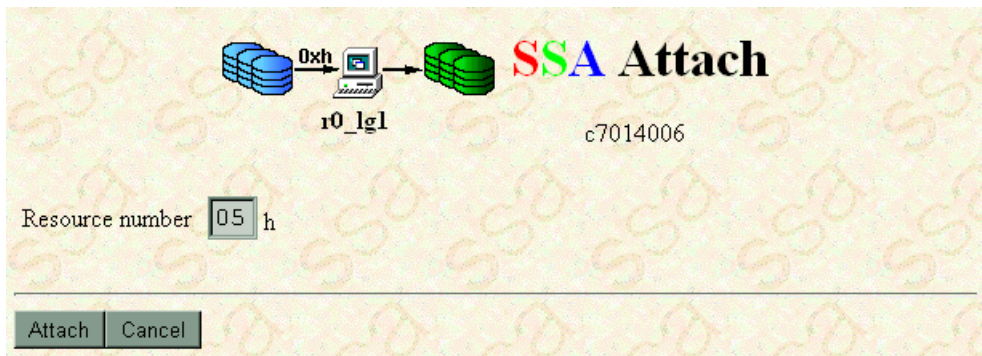 0xh
SSA Attach
r0_lg1
c7014006
Resource number 05 h
Attach Cancel